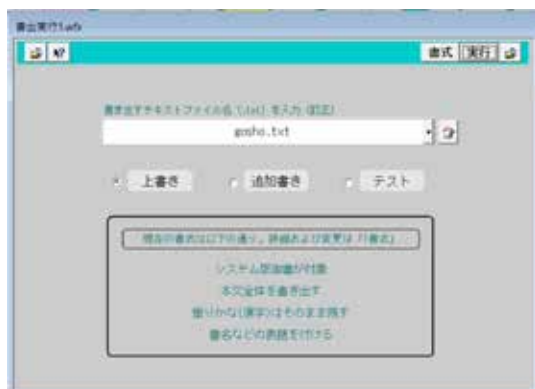 書出実行1.wfx
書式 実行
書き出すテキストファイル名（.txt）を入力（訂正）
gosho.txt
上書き 追加書き テスト
現在の書式は以下の通り。詳細および変更は「書式」
システム既定値が付置
本文全体を書き出す
振りかな(漢字)はそのまま残す
書名などの表題を付ける